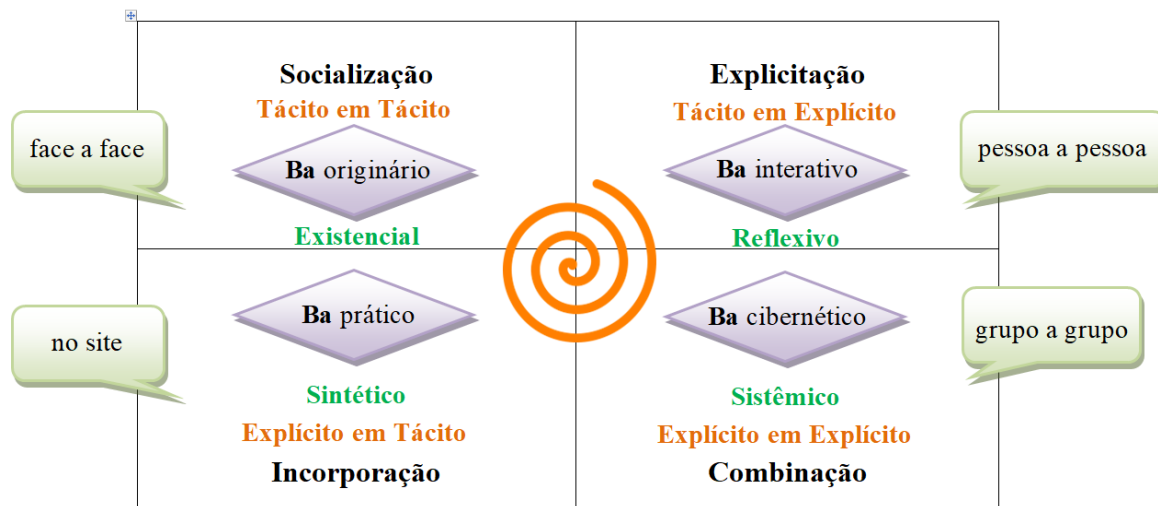 Socialização
Tácito em Tácito
face a face
Ba originário
Existencial
Explicitação
Tácito em Explícito
pessoa a pessoa
Ba interativo
Reflexivo
no site
Ba prático
Sintético
Explícito em Tácito
Incorporação
grupo a grupo
Ba cibernético
Sistêmico
Explícito em Explícito
Combinação